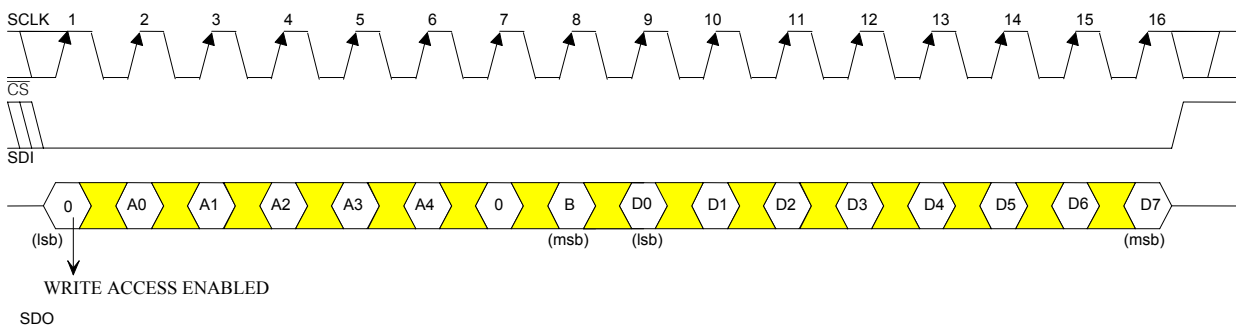 SCLK 1 2 3 4 5 6 7 8 9 10 11 12 13 14 15 16
CS
SDI
0 A0 A1 A2 A3 A4 0 B D0 D1 D2 D3 D4 D5 D6 D7
(lsb) (msb) (lsb) (msb)
WRITE ACCESS ENABLED
SDO